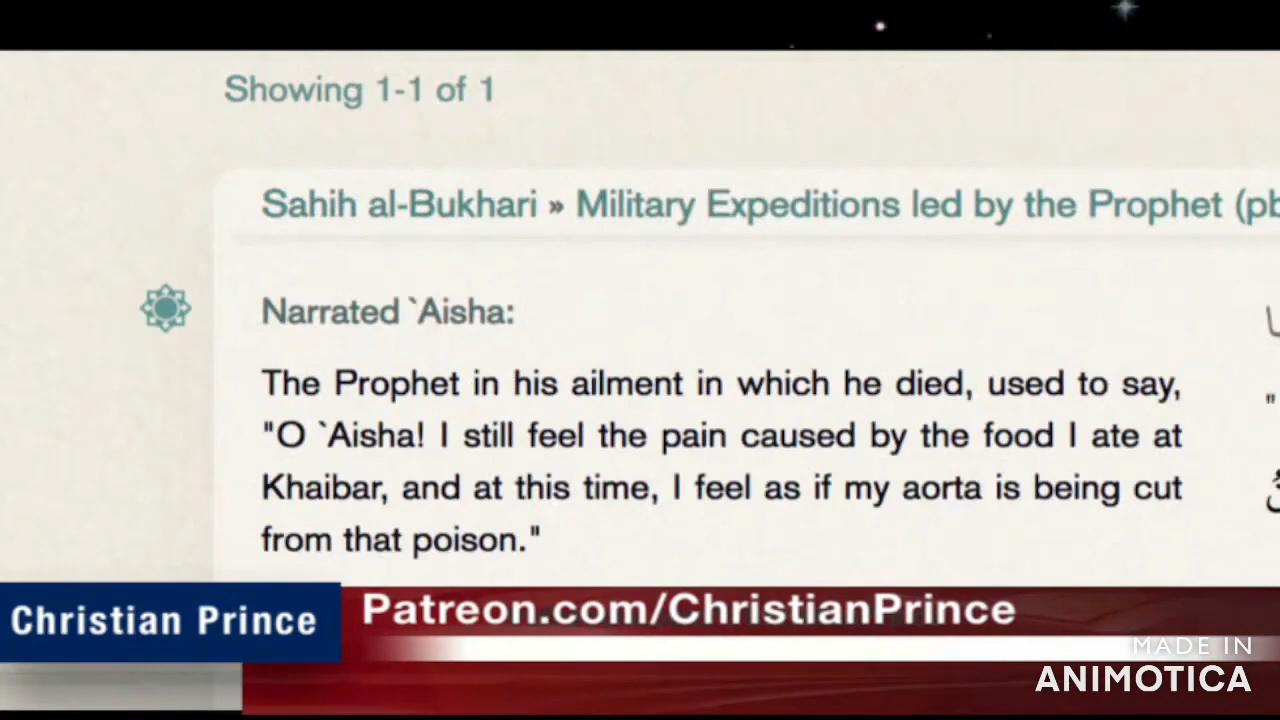 Showing 1-1 of 1
Sahih al-Bukhari » Military Expeditions led by the Prophet (pb
Narrated `Aisha:
The Prophet in his ailment in which he died, used to say,
"O `Aisha! I still feel the pain caused by the food I ate at
Khaibar, and at this time, I feel as if my aorta is being cut
from that poison."
Christian Prince
Patreon.com/ChristianPrince
MADE IN
ANIMOTICA